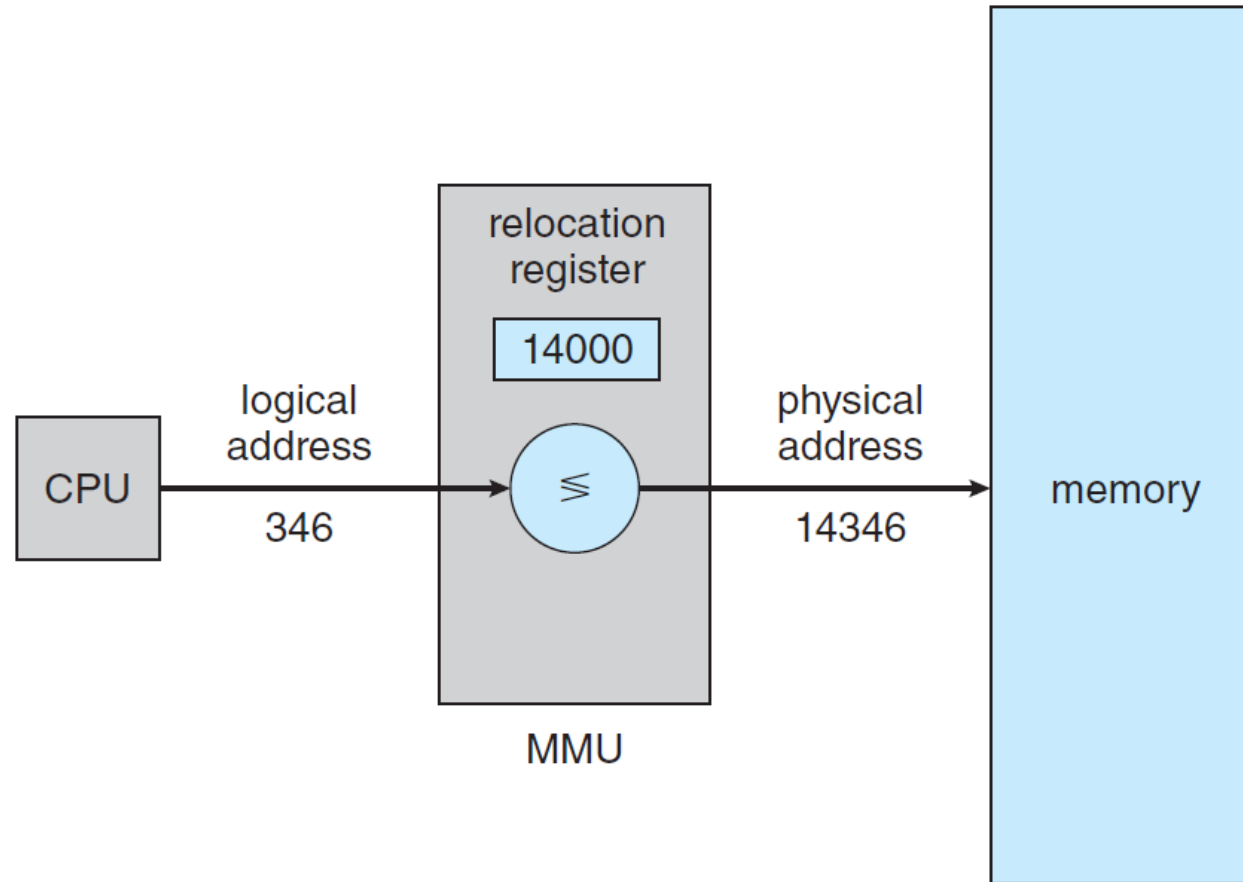 relocation
register
14000
logical
address
346
CPU
≶
physical
address
14346
memory
MMU